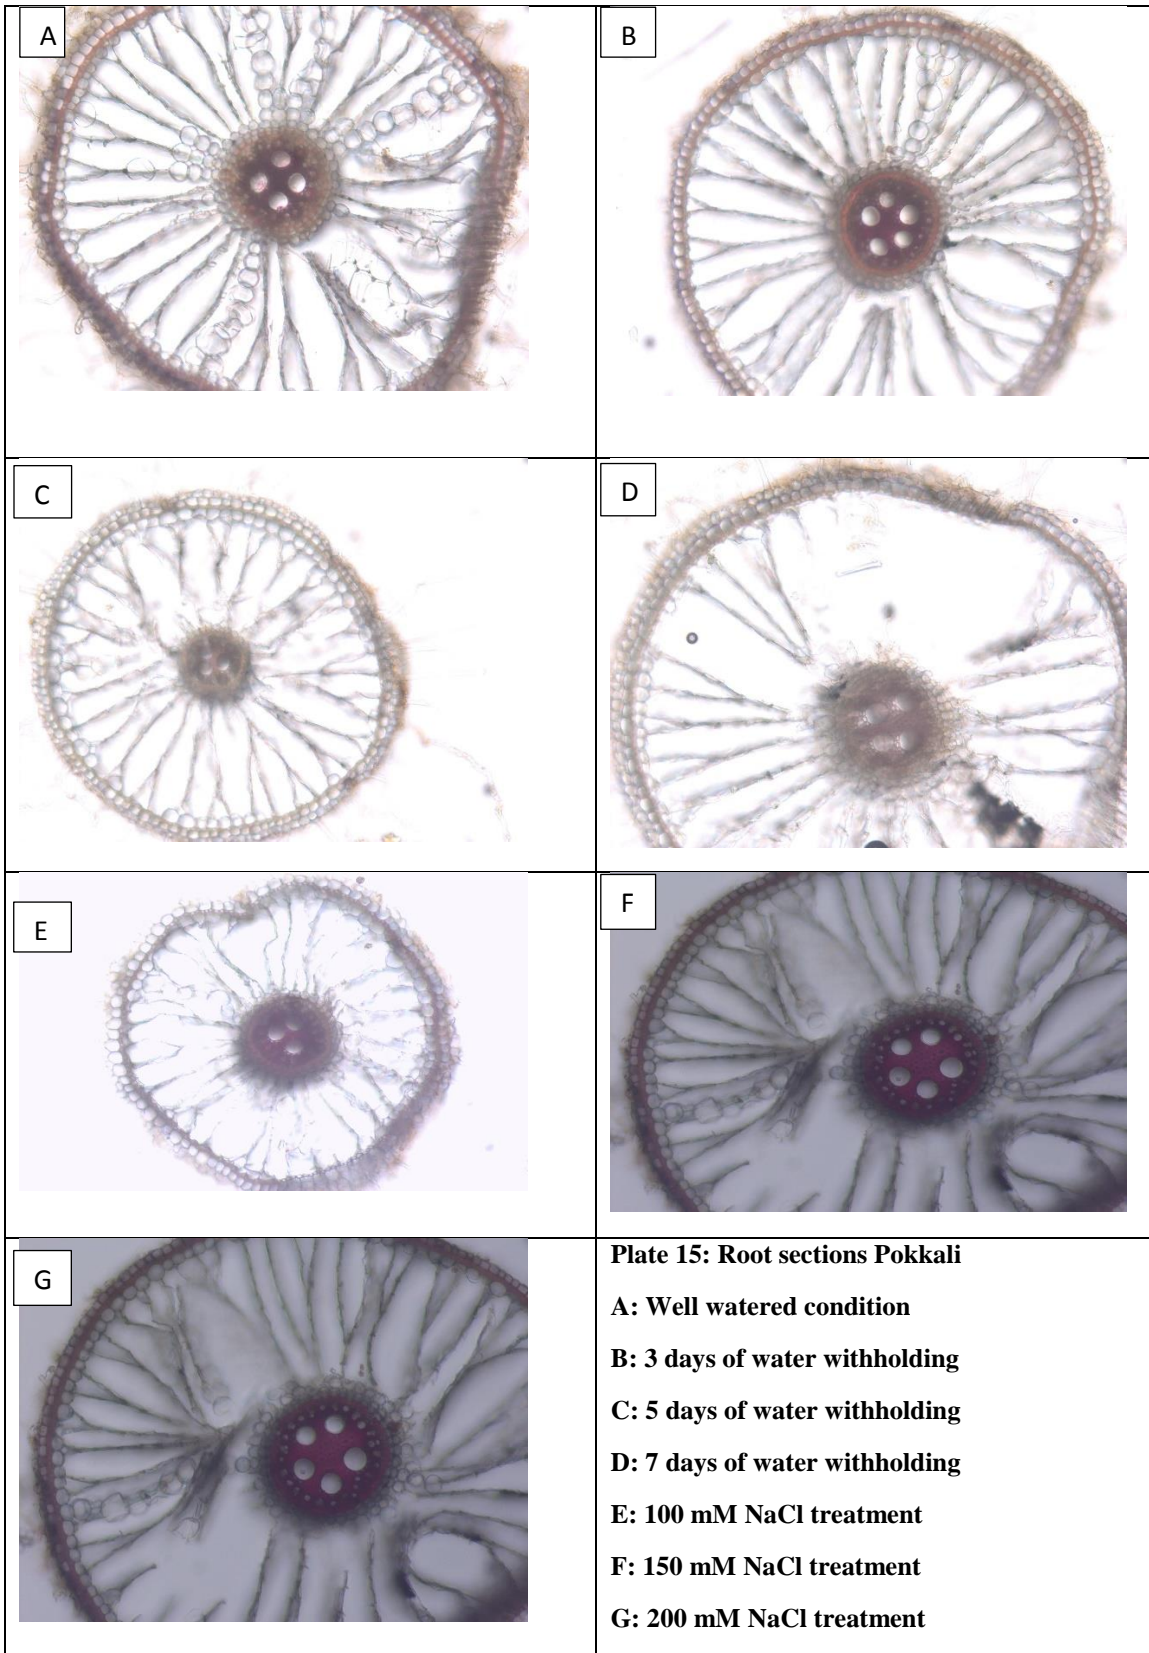 A
B
C
D
E
F
G
Plate 15: Root sections Pokkali
A: Well watered condition
B: 3 days of water withholding
C: 5 days of water withholding
D: 7 days of water withholding
E: 100 mM NaCl treatment
F: 150 mM NaCl treatment
G: 200 mM NaCl treatment